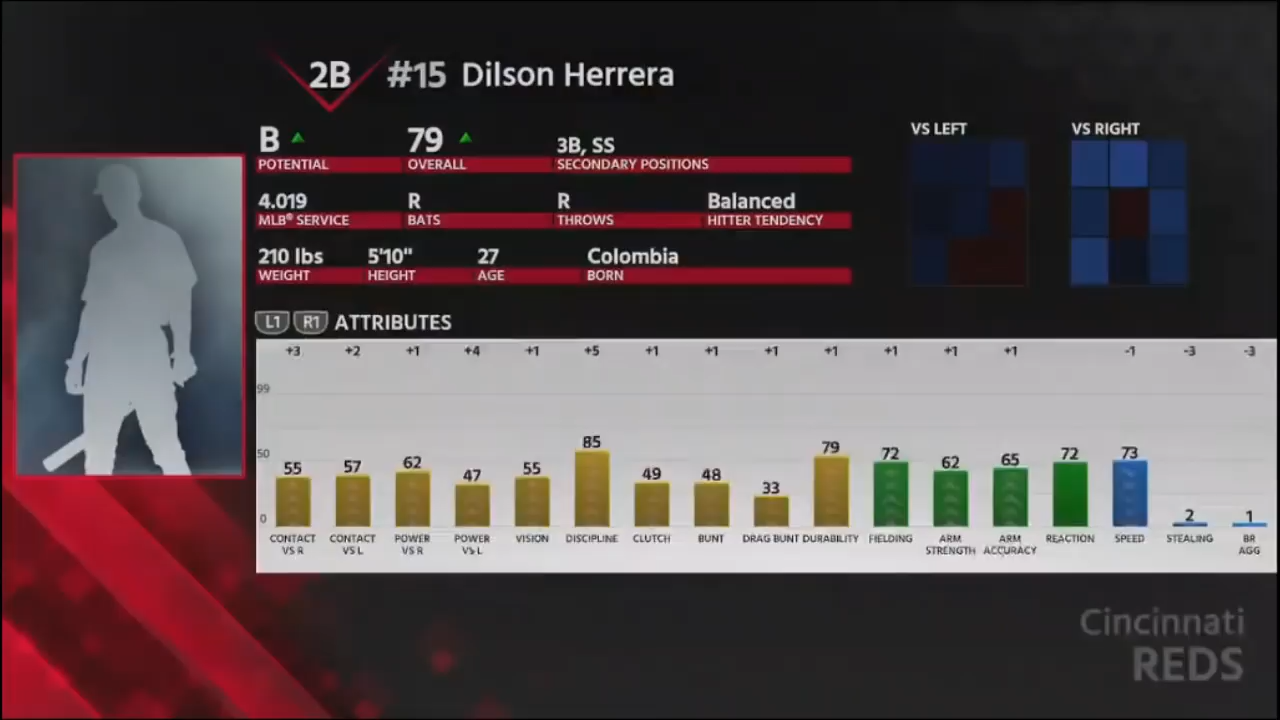 2B #15 Dilson Herrera
B 79 3B, SS
POTENTIAL OVERALL SECONDARY POSITIONS
4.019 R R Balanced
MLB® SERVICE BATS THROWS HITTER TENDENCY
210 lbs 5'10" 27 Colombia
WEIGHT HEIGHT AGE BORN
VS LEFT VS RIGHT
L1 R1 ATTRIBUTES
+3 +2 +1 +4 +1 +5 +1 +1 +1 +1 +1 +1 +1 -1 -3 -3
99
50
0
55 57 62 47 55 85 49 48 33 79 72 62 65 72 73 2 1
CONTACT CONTACT POWER POWER VISION DISCIPLINE CLUTCH BUNT DRAG BUNT DURABILITY FIELDING ARM ARM REACTION SPEED STEALING BR
VS R VS L VS R VS L STRENGTH ACCURACY AGG
Cincinnati
REDS